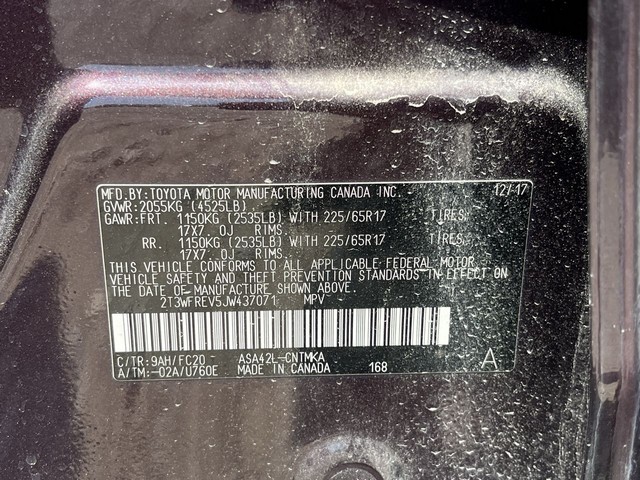 MFD.BY:TOYOTA MOTOR MANUFACTURING CANADA INC. 12/17
GVWR:2055KG (4525LB)
GAWR:FRT. 1150KG (2535LB) WITH 225/65R17 TIRES,
17X7.0J RIMS.
RR. 1150KG (2535LB) WITH 225/65R17 TIRES,
17X7.0J RIMS.
THIS VEHICLE CONFORMS TO ALL APPLICABLE FEDERAL MOTOR
VEHICLE SAFETY AND THEFT PREVENTION STANDARDS IN EFFECT ON
THE DATE OF MANUFACTURE SHOWN ABOVE.
2T3WFREV5JW437071 MPV
C/TR:9AH/FC20 ASA42L-CNTMKA A
A/TM:-02A/U760E MADE IN CANADA 168